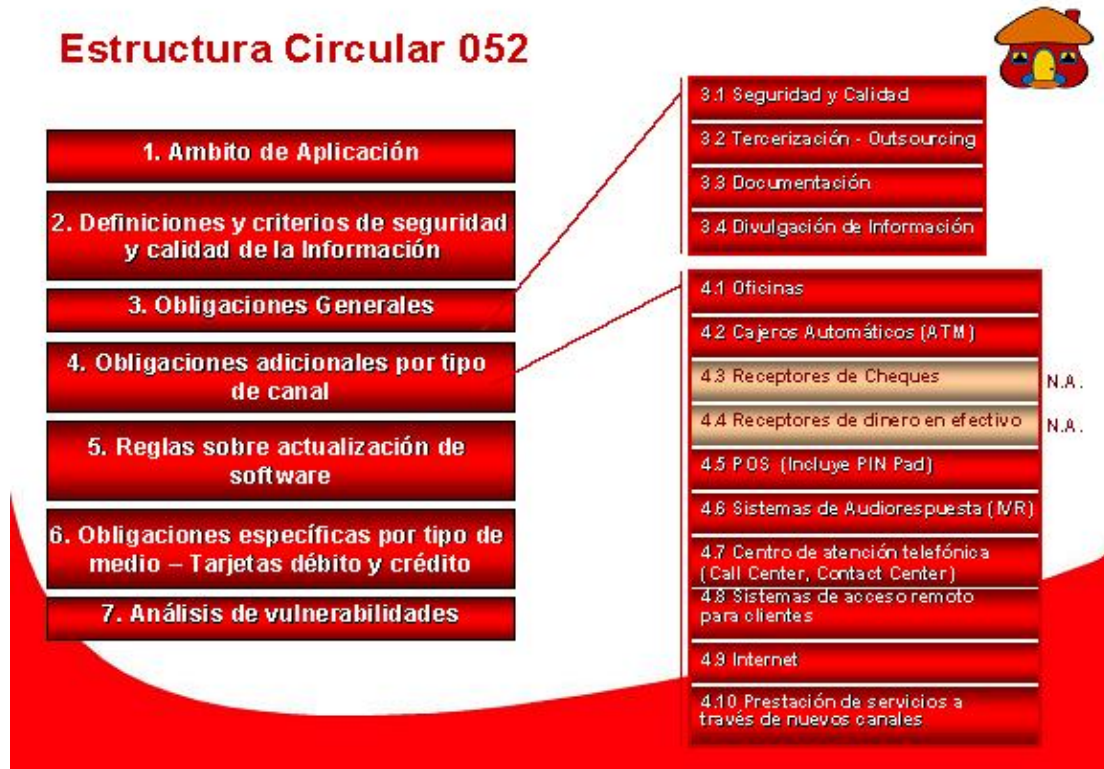 Estructura Circular 052
1. Ambito de Aplicación
2. Definiciones y criterios de seguridad
y calidad de la Información
3. Obligaciones Generales
4. Obligaciones adicionales por tipo
de canal
5. Reglas sobre actualización de
software
6. Obligaciones específicas por tipo de
medio – Tarjetas débito y crédito
7. Análisis de vulnerabilidades
3.1 Seguridad y Calidad
3.2 Tercerización - Outsourcing
3.3 Documentación
3.4 Divulgación de Información
4.1 Oficinas
4.2 Cajeros Automáticos (ATM)
4.3 Receptores de Cheques
N.A.
4.4 Receptores de dinero en efectivo
N.A.
4.5 POS (Incluye PIN Pad)
4.6 Sistemas de Audiorespuesta (IVR)
4.7 Centro de atención telefónica
(Call Center, Contact Center)
4.8 Sistemas de acceso remoto
para clientes
4.9 Internet
4.10 Prestación de servicios a
través de nuevos canales